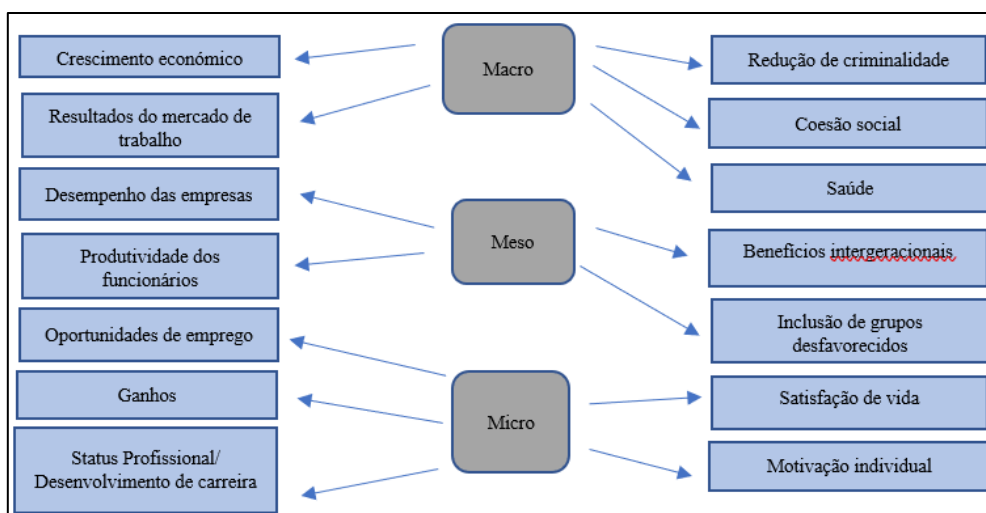 Crescimento económico
Resultados do mercado de
trabalho
Desempenho das empresas
Produtividade dos
funcionários
Oportunidades de emprego
Ganhos
Status Profissional/
Desenvolvimento de carreira
Macro
Meso
Micro
Redução de criminalidade
Coesão social
Saúde
Benefícios intergeracionais
Inclusão de grupos
desfavorecidos
Satisfação de vida
Motivação individual